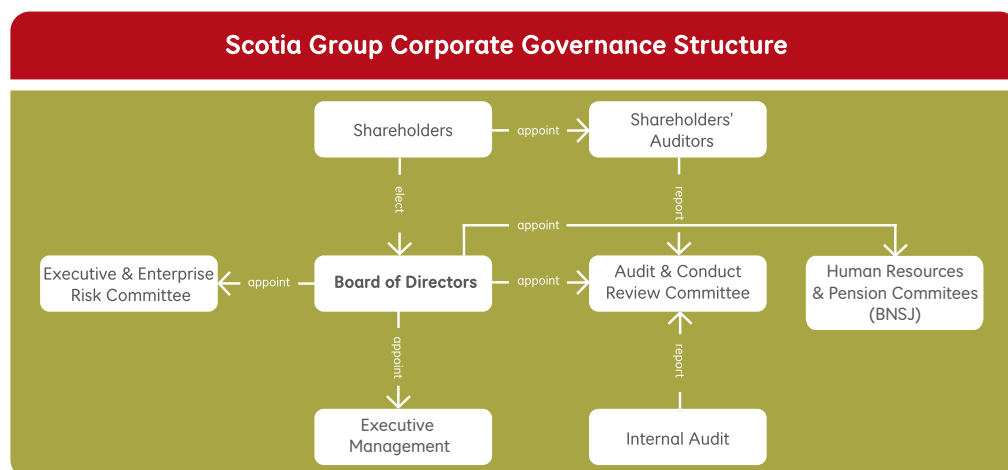 Scotia Group Corporate Governance Structure
Shareholders
appoint
Shareholders'
Auditors
elect
report
appoint
Executive & Enterprise
Risk Committee
appoint
Board of Directors
appoint
Audit & Conduct
Review Committee
Human Resources
& Pension Commitees
(BNSJ)
appoint
report
Executive
Management
Internal Audit